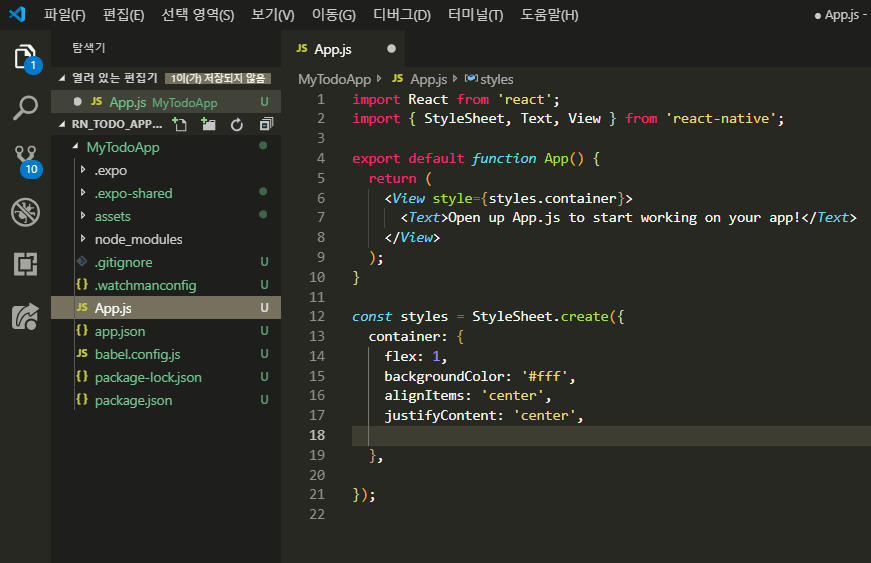 파일(F) 편집(E) 선택 영역(S) 보기(V) 이동(G) 디버그(D) 터미널(T) 도움말(H) ● App.js -
탐색기
열려 있는 편집기 1이(가) 저장되지 않음
● JS App.js MyTodoApp U
RN_TODO_APP...
MyTodoApp
.expo
.expo-shared
assets
node_modules
.gitignore U
{} .watchmanconfig U
JS App.js U
{} app.json U
JS babel.config.js U
{} package-lock.json U
{} package.json U
1
10
JS App.js ●
MyTodoApp JS App.js styles
1 import React from 'react';
2 import { StyleSheet, Text, View } from 'react-native';
3
4 export default function App() {
5 return (
6 <View style={styles.container}>
7 <Text>Open up App.js to start working on your app!</Text>
8 </View>
9 );
10 }
11
12 const styles = StyleSheet.create({
13 container: {
14 flex: 1,
15 backgroundColor: '#fff',
16 alignItems: 'center',
17 justifyContent: 'center',
18
19 },
20
21 });
22